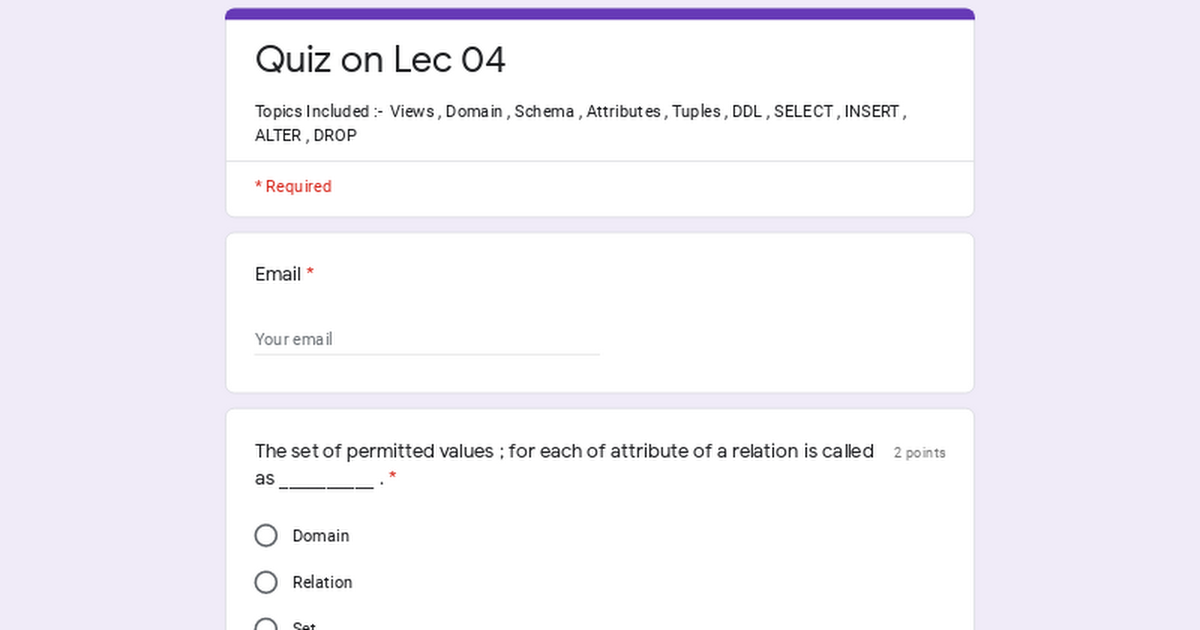 Quiz on Lec 04
Topics Included :- Views , Domain , Schema , Attributes , Tuples , DDL , SELECT , INSERT ,
ALTER , DROP
* Required
Email *
Your email
The set of permitted values ; for each of attribute of a relation is called
2 points
as __________ . *
Domain
Relation
Set